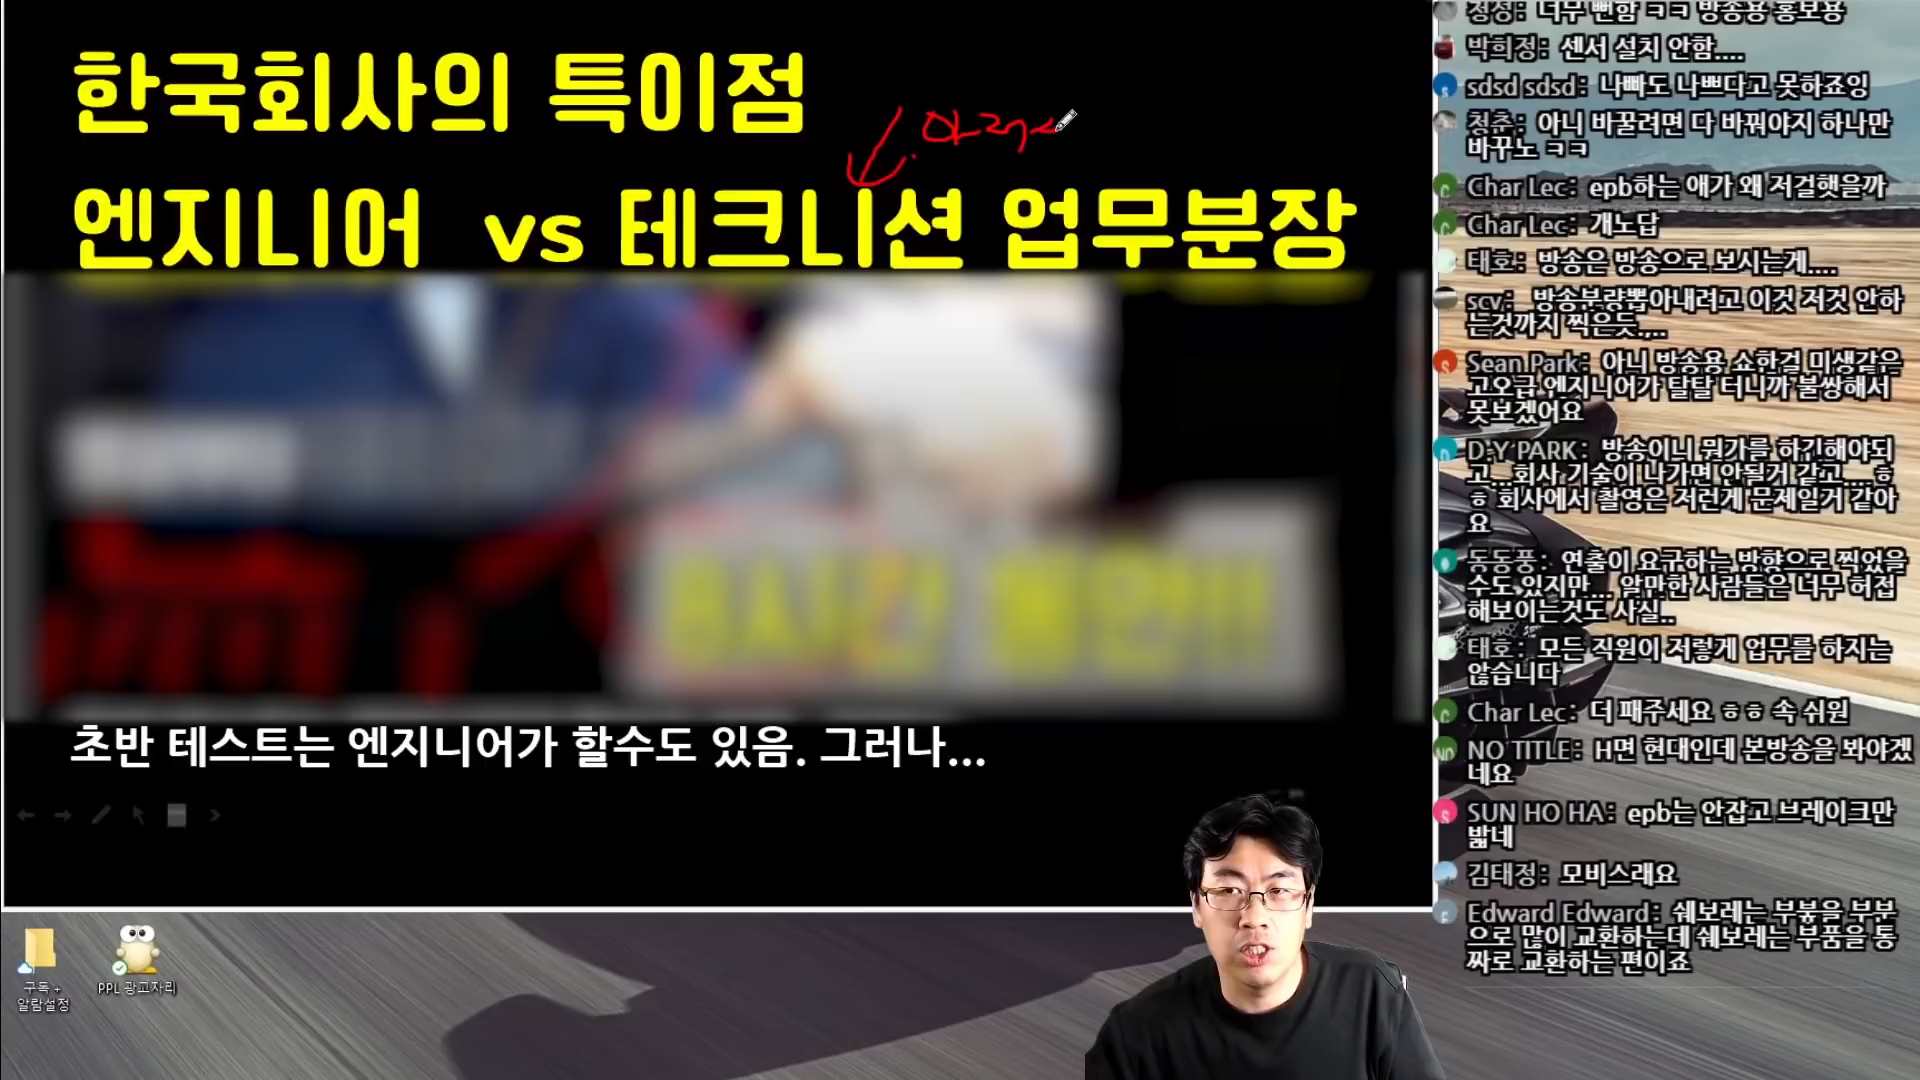 한국회사의 특이점
엔지니어 vs 테크니션 업무분장
초반 테스트는 엔지니어가 할수도 있음. 그러나...
구독 +
알람설정
PPL 광고자리
정성: 너무 뻔함 ㅋㅋ 방송용 홍보용
박희정: 센서 설치 안함....
sdsd sdsd: 나빠도 나쁘다고 못하죠잉
청춘: 아니 바꿀려면 다 바꿔야지 하나만
바꾸노 ㅋㅋ
Char Lec: epb하는 애가 왜 저걸햇을까
Char Lec: 개노답
태호: 방송은 방송으로 보시는게....
scv: 방송분량뽑아내려고 이것 저것 안하
는것까지 찍은듯....
Sean Park: 아니 방송용 쇼한걸 미생같은
고오급 엔지니어가 탈탈 터니까 불쌍해서
못보겠어요
D.Y PARK: 방송이니 뭔가를 하긴해야되
고... 회사 기술이 나가면 안될거 같고... ㅎ
ㅎ 회사에서 촬영은 저런게 문제일거 같아
요
동동풍: 연출이 요구하는 방향으로 찍었을
수도 있지만... 알만한 사람들은 너무 허접
해보이는것도 사실..
태호: 모든 직원이 저렇게 업무를 하지는
않습니다
Char Lec: 더 패주세요 ㅎㅎ 속 쉬원
NO TITLE: H면 현대인데 본방송을 봐야겠
네요
SUN HO HA: epb는 안잡고 브레이크만
밟네
김태정: 모비스래요
Edward Edward: 쉐보레는 부붛을 부분
으로 많이 교환하는데 쉐보레는 부품을 통
짜로 교환하는 편이죠